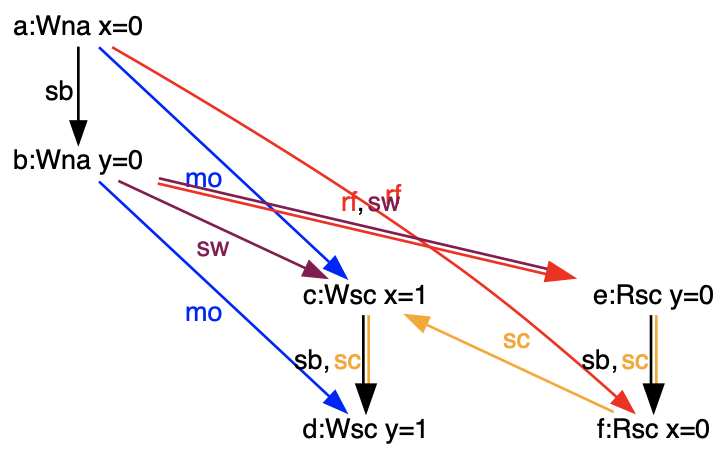 a:Wna x=0
sb
b:Wna y=0
mo
rf
rf,sw
sw
c:Wsc x=1
e:Rsc y=0
mo
sc
sb,sc
sb,sc
d:Wsc y=1
f:Rsc x=0